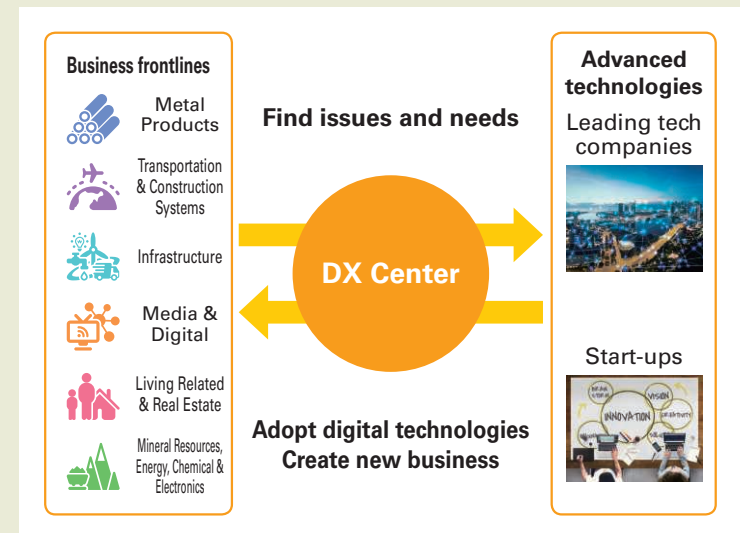 Business frontlines
Metal
Products
Transportation
& Construction
Systems
Infrastructure
Media &
Digital
Living Related
& Real Estate
Mineral Resources,
Energy, Chemical &
Electronics
Find issues and needs
DX Center
Adopt digital technologies
Create new business
Advanced
technologies
Leading tech
companies
Start-ups
VISION
INNOVATION
CREATIVITY